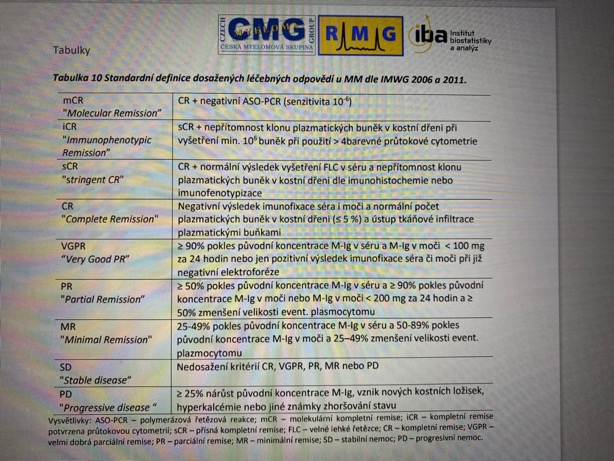 Tabulky
CZECH
CMG
MYELOMA
GROUP
ČESKÁ MYELOMOVÁ SKUPINA
RMG
iba
Institut
biostatistiky
a analýz
Tabulka 10 Standardní definice dosažených léčebných odpovědí u MM dle IMWG 2006 a 2011.
mCR
"Molecular Remission"
CR + negativní ASO-PCR (senzitivita 10⁻⁶)
iCR
"Immunophenotypic
Remission"
sCR + nepřítomnost klonu plazmatických buněk v kostní dřeni při
vyšetření min. 10⁶ buněk při použití > 4barevné průtokové cytometrie
sCR
"stringent CR"
CR + normální výsledek vyšetření FLC v séru a nepřítomnost klonu
plazmatických buněk v kostní dřeni dle imunohistochemie nebo
imunofenotypizace
CR
"Complete Remission"
Negativní výsledek imunofixace séra i moči a normální počet
plazmatických buněk v kostní dřeni (≤ 5 %) a ústup tkáňové infiltrace
plazmatickými buňkami
VGPR
"Very Good PR"
≥ 90% pokles původní koncentrace M-Ig v séru a M-Ig v moči < 100 mg
za 24 hodin nebo jen pozitivní výsledek imunofixace séra či moči při již
negativní elektroforéze
PR
"Partial Remission"
≥ 50% pokles původní koncentrace M-Ig v séru a ≥ 90% pokles původní
koncentrace M-Ig v moči nebo M-Ig v moči < 200 mg za 24 hodin a ≥
50% zmenšení velikosti event. plasmocytomu
MR
"Minimal Remission"
25-49% pokles původní koncentrace M-Ig v séru a 50-89% pokles
původní koncentrace M-Ig v moči a 25–49% zmenšení velikosti event.
plazmocytomu
SD
"Stable disease"
Nedosažení kritérií CR, VGPR, PR, MR nebo PD
PD
"Progressive disease "
≥ 25% nárůst původní koncentrace M-Ig, vznik nových kostních ložisek,
hyperkalcémie nebo jiné známky zhoršování stavu
Vysvětlivky: ASO-PCR – polymerázová řetězová reakce; mCR – molekulární kompletní remise; iCR – kompletní remise
potvrzena průtokovou cytometrií; sCR – přísná kompletní remise; FLC – velné lehké řetězce; CR – kompletní remise; VGPR –
velmi dobrá parciální remise; PR – parciální remise; MR – minimální remise; SD – stabilní nemoc; PD – progresivní nemoc.